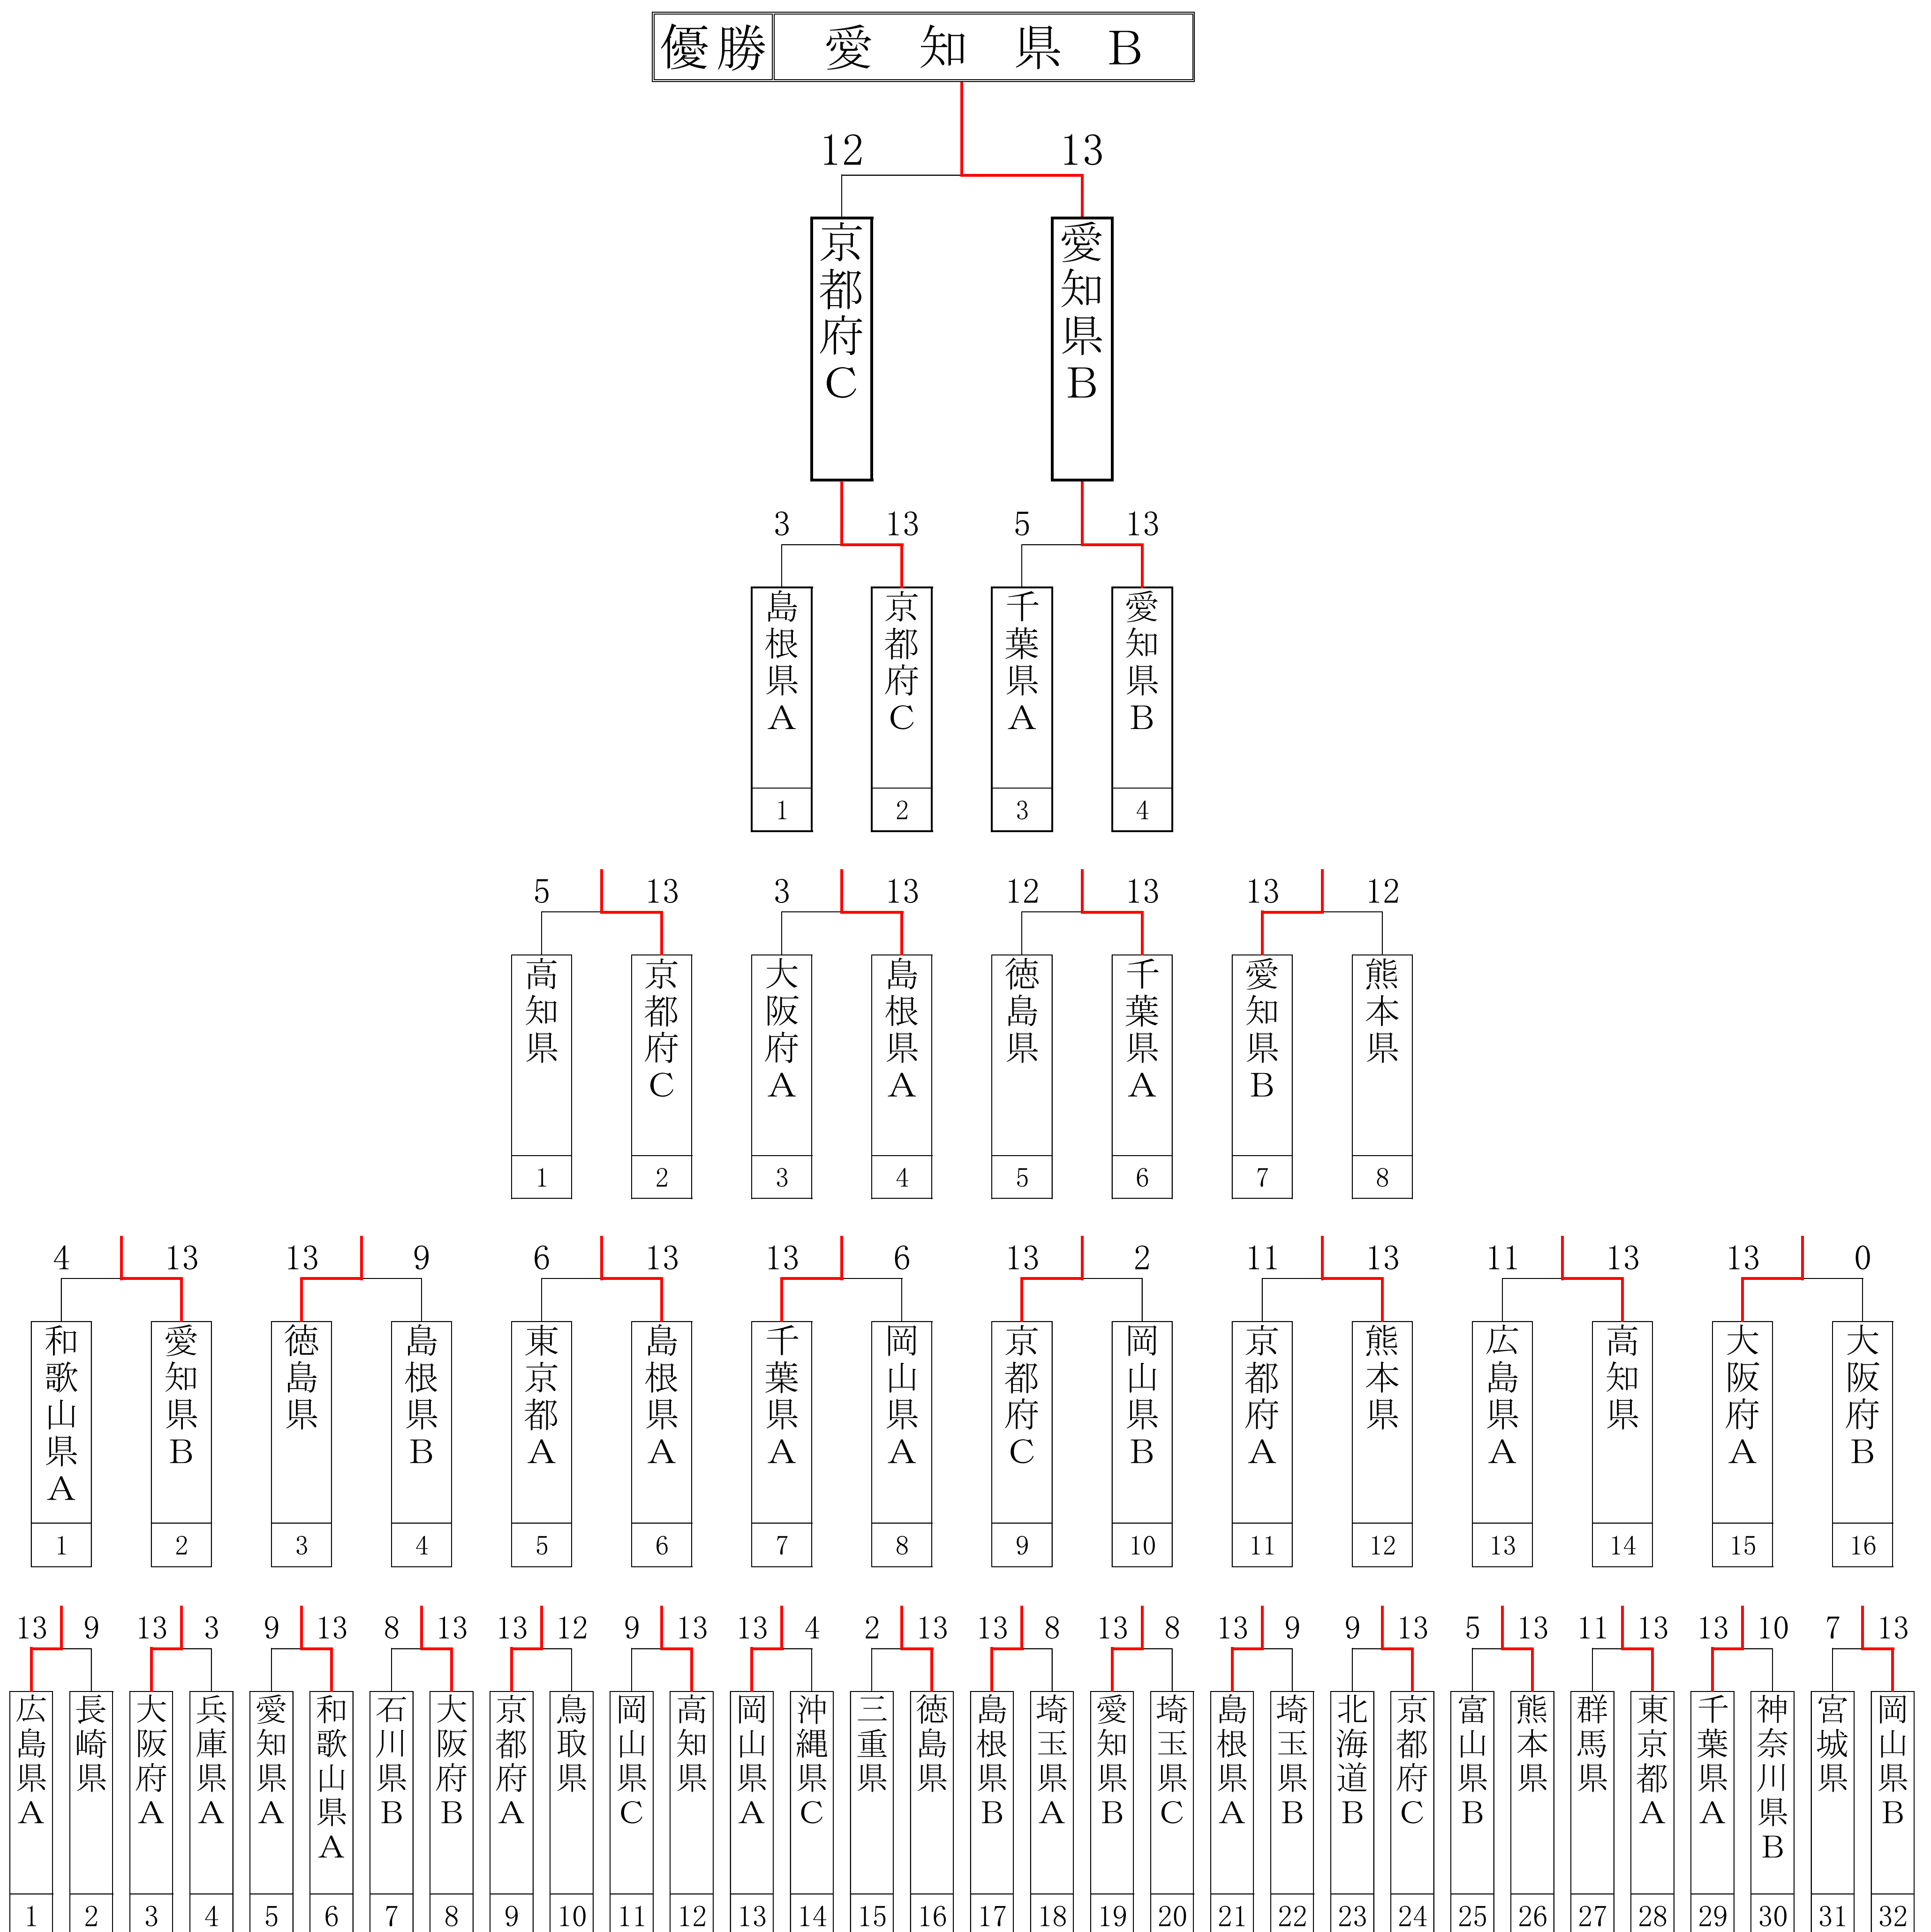 優勝 愛知県B
12 13
京都府C 愛知県B
3 13 5 13
島根県A 京都府C 千葉県A 愛知県B
1 2 3 4
5 13 3 13 12 13 13 12
高知県 京都府C 大阪府A 島根県A 徳島県 千葉県A 愛知県B 熊本県
1 2 3 4 5 6 7 8
4 13 13 9 6 13 13 6 13 2 11 13 11 13 13 0
和歌山県A 愛知県B 徳島県 島根県B 東京都A 島根県A 千葉県A 岡山県A 京都府C 岡山県B 京都府A 熊本県 広島県A 高知県 大阪府A 大阪府B
1 2 3 4 5 6 7 8 9 10 11 12 13 14 15 16
13 9 13 3 9 13 8 13 13 12 9 13 13 4 2 13 13 8 13 8 13 9 9 13 5 13 11 13 13 10 7 13
広島県A 長崎県 大阪府A 兵庫県A 愛知県A 和歌山県A 石川県B 大阪府B 京都府A 鳥取県 岡山県C 高知県 岡山県A 沖縄県C 三重県 徳島県 島根県B 埼玉県A 愛知県B 埼玉県C 島根県A 埼玉県B 北海道B 京都府C 富山県B 熊本県 群馬県 東京都A 千葉県A 神奈川県B 宮城県 岡山県B
1 2 3 4 5 6 7 8 9 10 11 12 13 14 15 16 17 18 19 20 21 22 23 24 25 26 27 28 29 30 31 32